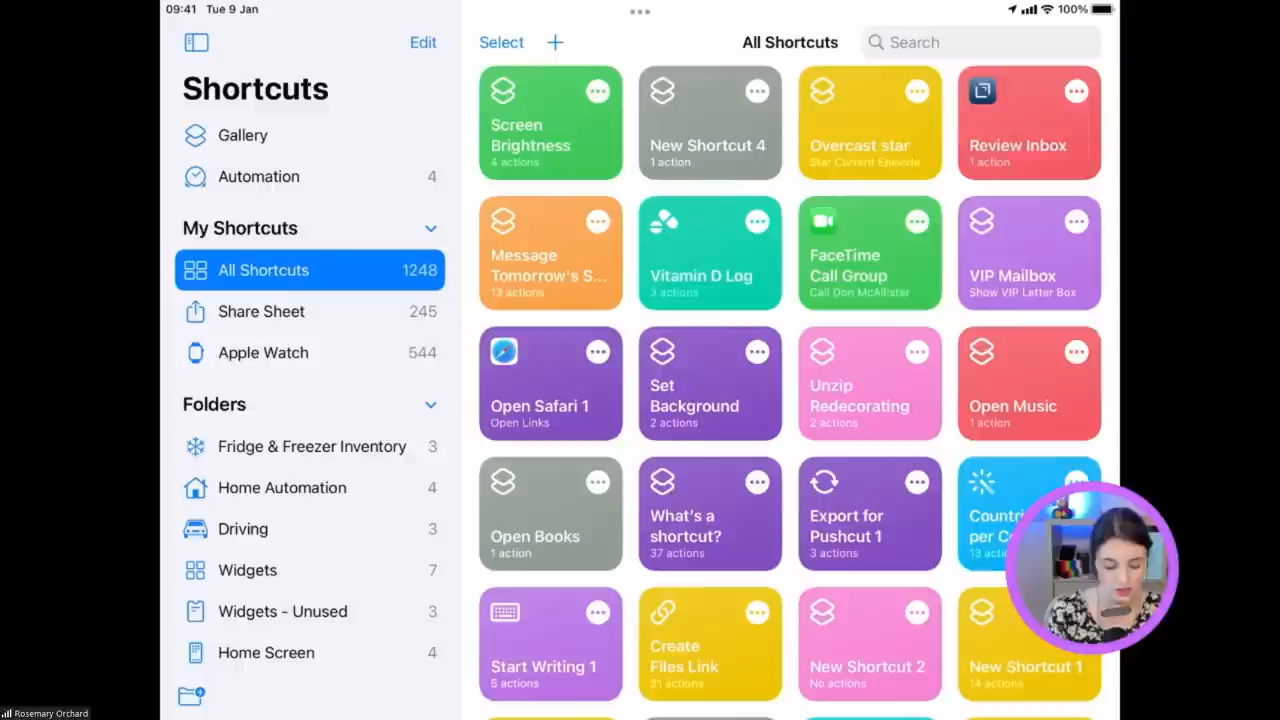 09:41 Tue 9 Jan
100%
Edit
Shortcuts
Gallery
Automation 4
My Shortcuts
All Shortcuts 1248
Share Sheet 245
Apple Watch 544
Folders
Fridge & Freezer Inventory 3
Home Automation 4
Driving 3
Widgets 7
Widgets - Unused 3
Home Screen 4
Select
All Shortcuts
Search
Screen
Brightness
4 actions
New Shortcut 4
1 action
Overcast star
Star Current Episode
Review Inbox
1 action
Message
Tomorrow's S...
13 actions
Vitamin D Log
3 actions
FaceTime
Call Group
Call Don McAllister
VIP Mailbox
Show VIP Letter Box
Open Safari 1
Open Links
Set
Background
2 actions
Unzip
Redecorating
2 actions
Open Music
1 action
Open Books
1 action
What's a
shortcut?
37 actions
Export for
Pushcut 1
3 actions
Countri
per C
13 acti
Start Writing 1
5 actions
Create
Files Link
31 actions
New Shortcut 2
No actions
New Shortcut 1
14 actions
Rosemary Orchard